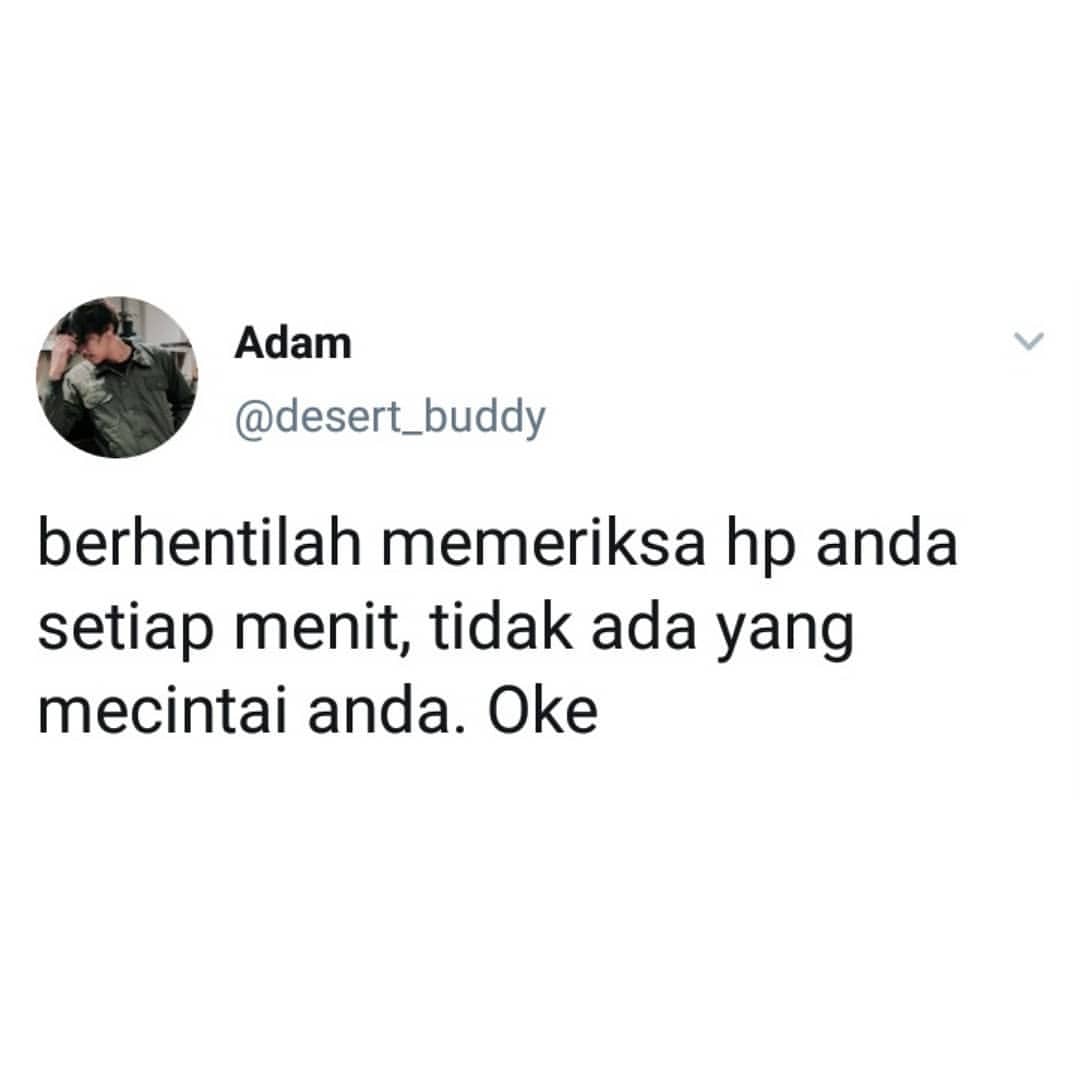 Adam
@desert_buddy
berhentilah memeriksa hp anda
setiap menit, tidak ada yang
mecintai anda. Oke